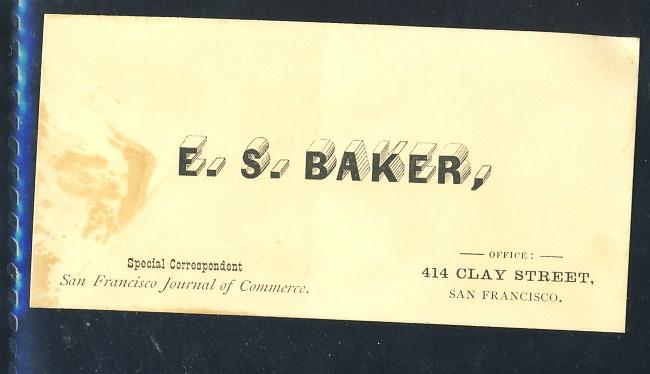 E. S. BAKER,
Special Correspondent
San Francisco Journal of Commerce.
— OFFICE: —
414 CLAY STREET,
SAN FRANCISCO.